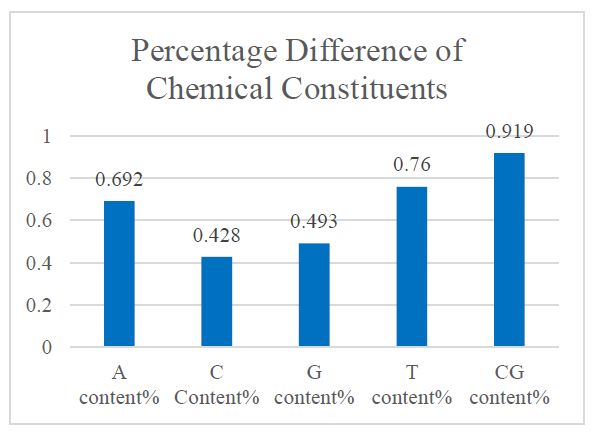 Percentage Difference of
Chemical Constituents
1
0.8
0.6
0.4
0.2
0
0.692
0.428
0.493
0.76
0.919
A content%
C Content%
G content%
T content%
CG content%